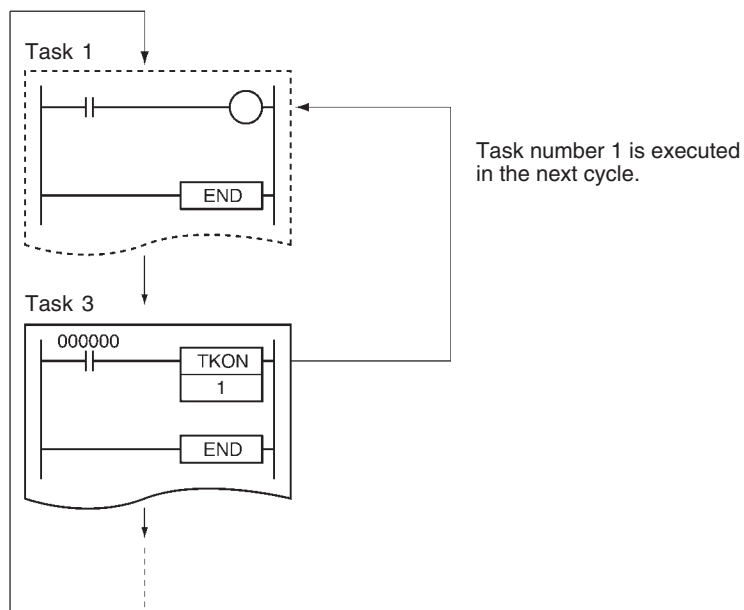 Task 1
END
Task number 1 is executed
in the next cycle.
Task 3
000000
TKON
1
END